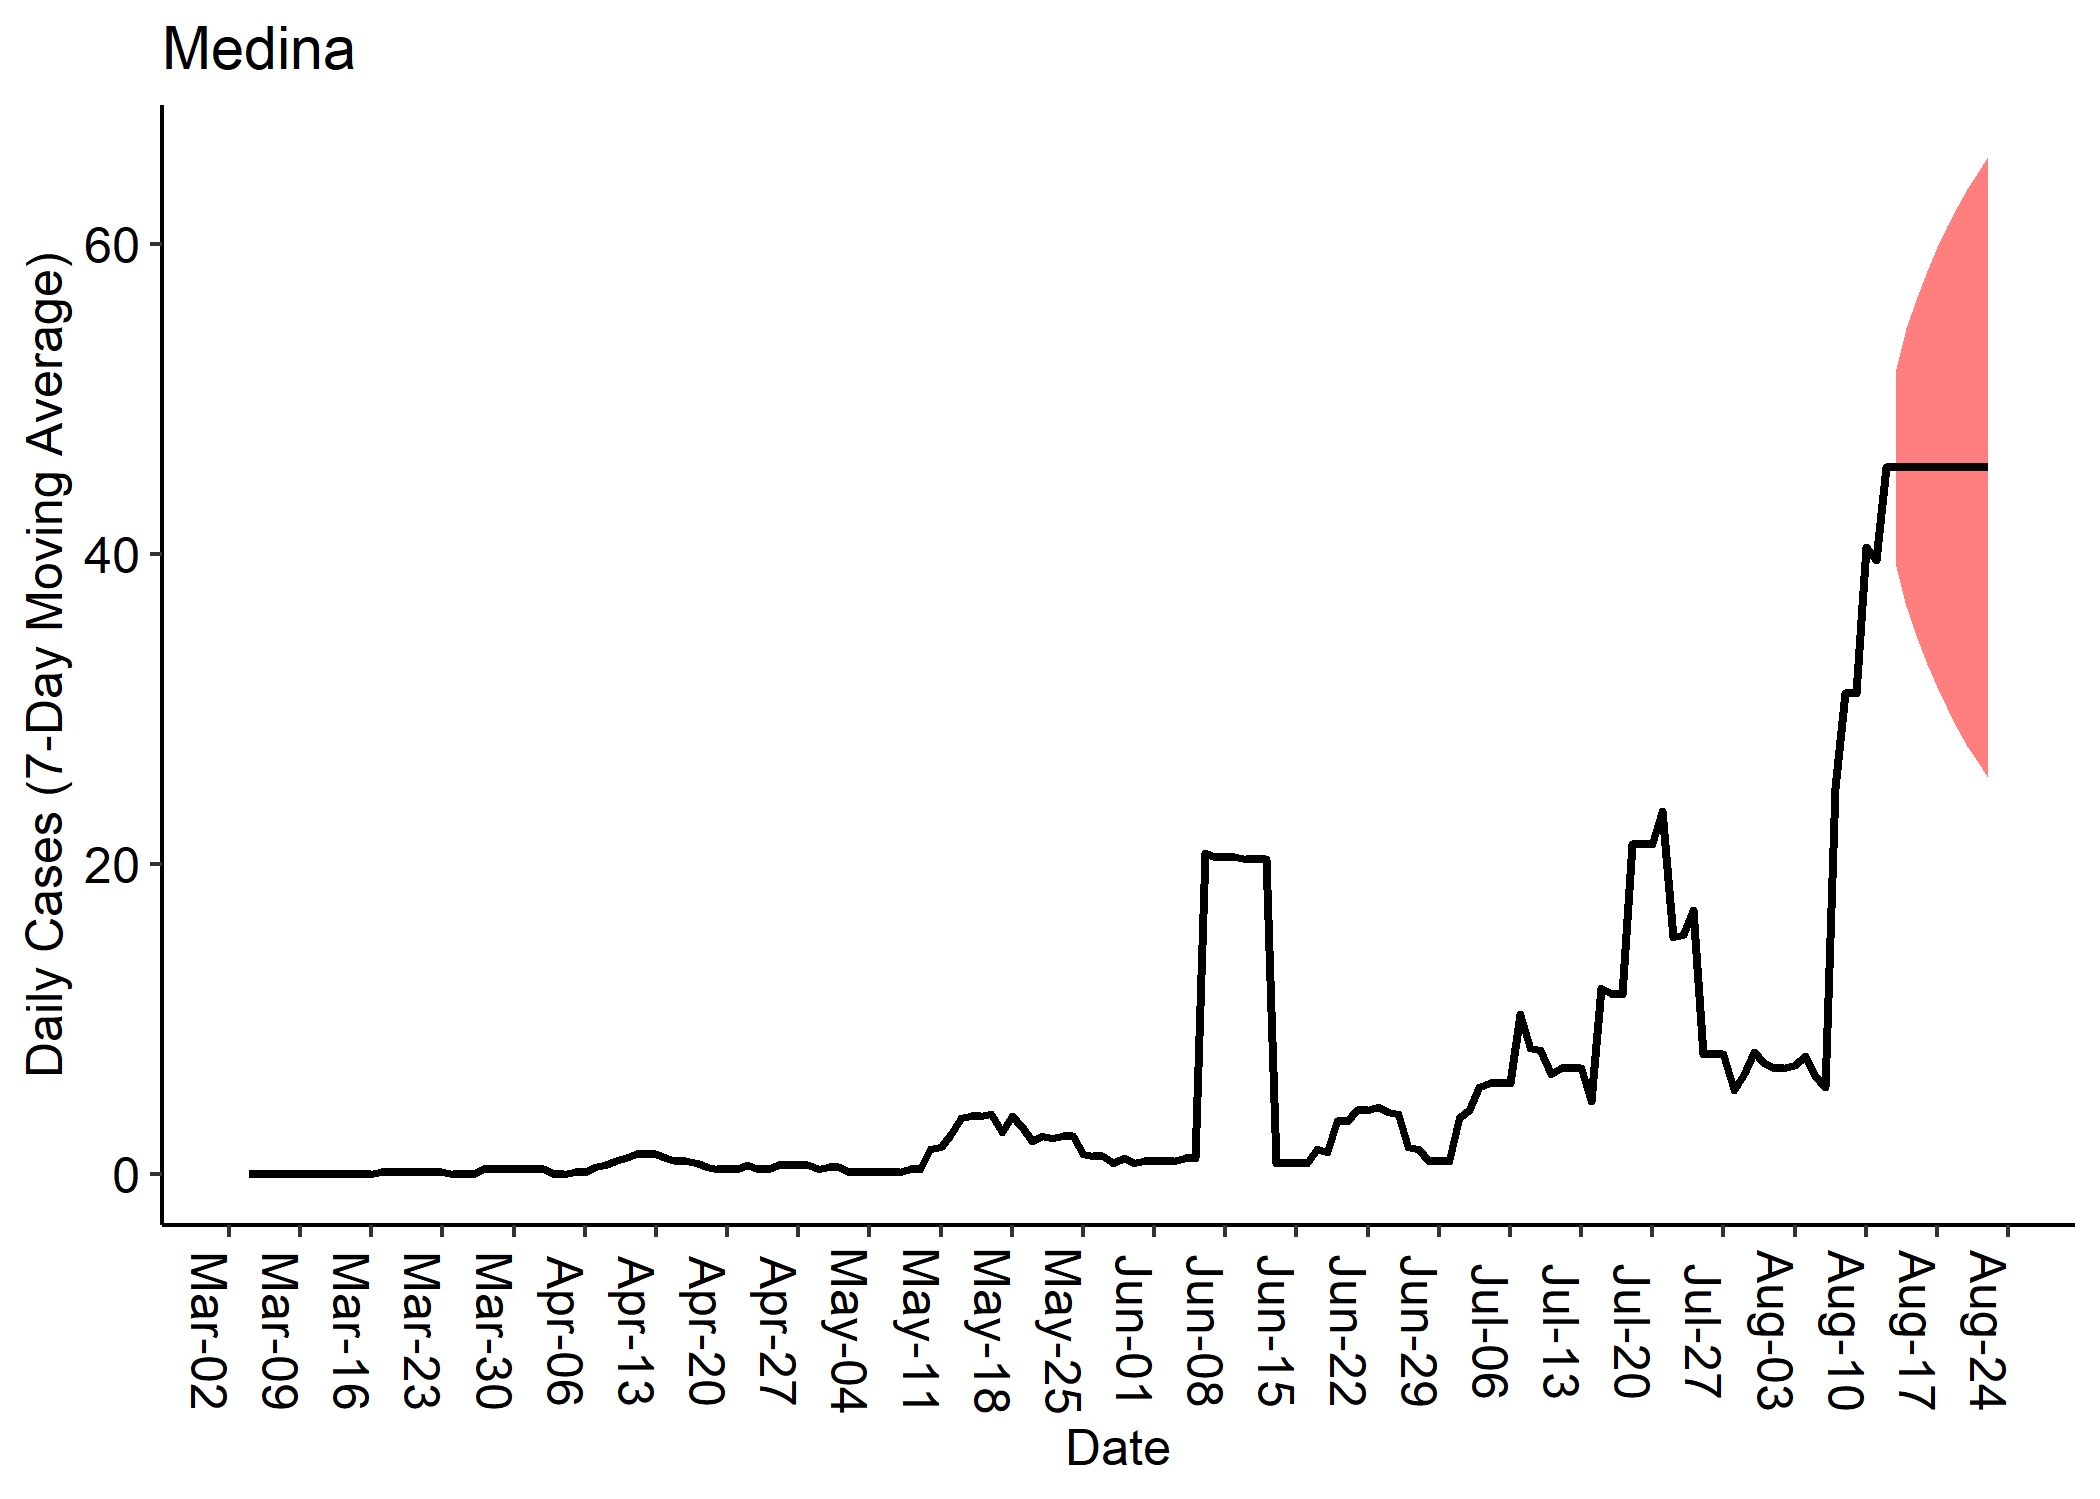 Medina
Daily Cases (7-Day Moving Average)
60
40
20
0
Mar-02
Mar-09
Mar-16
Mar-23
Mar-30
Apr-06
Apr-13
Apr-20
Apr-27
May-04
May-11
May-18
May-25
Jun-01
Jun-08
Jun-15
Jun-22
Jun-29
Jul-06
Jul-13
Jul-20
Jul-27
Aug-03
Aug-10
Aug-17
Aug-24
Date